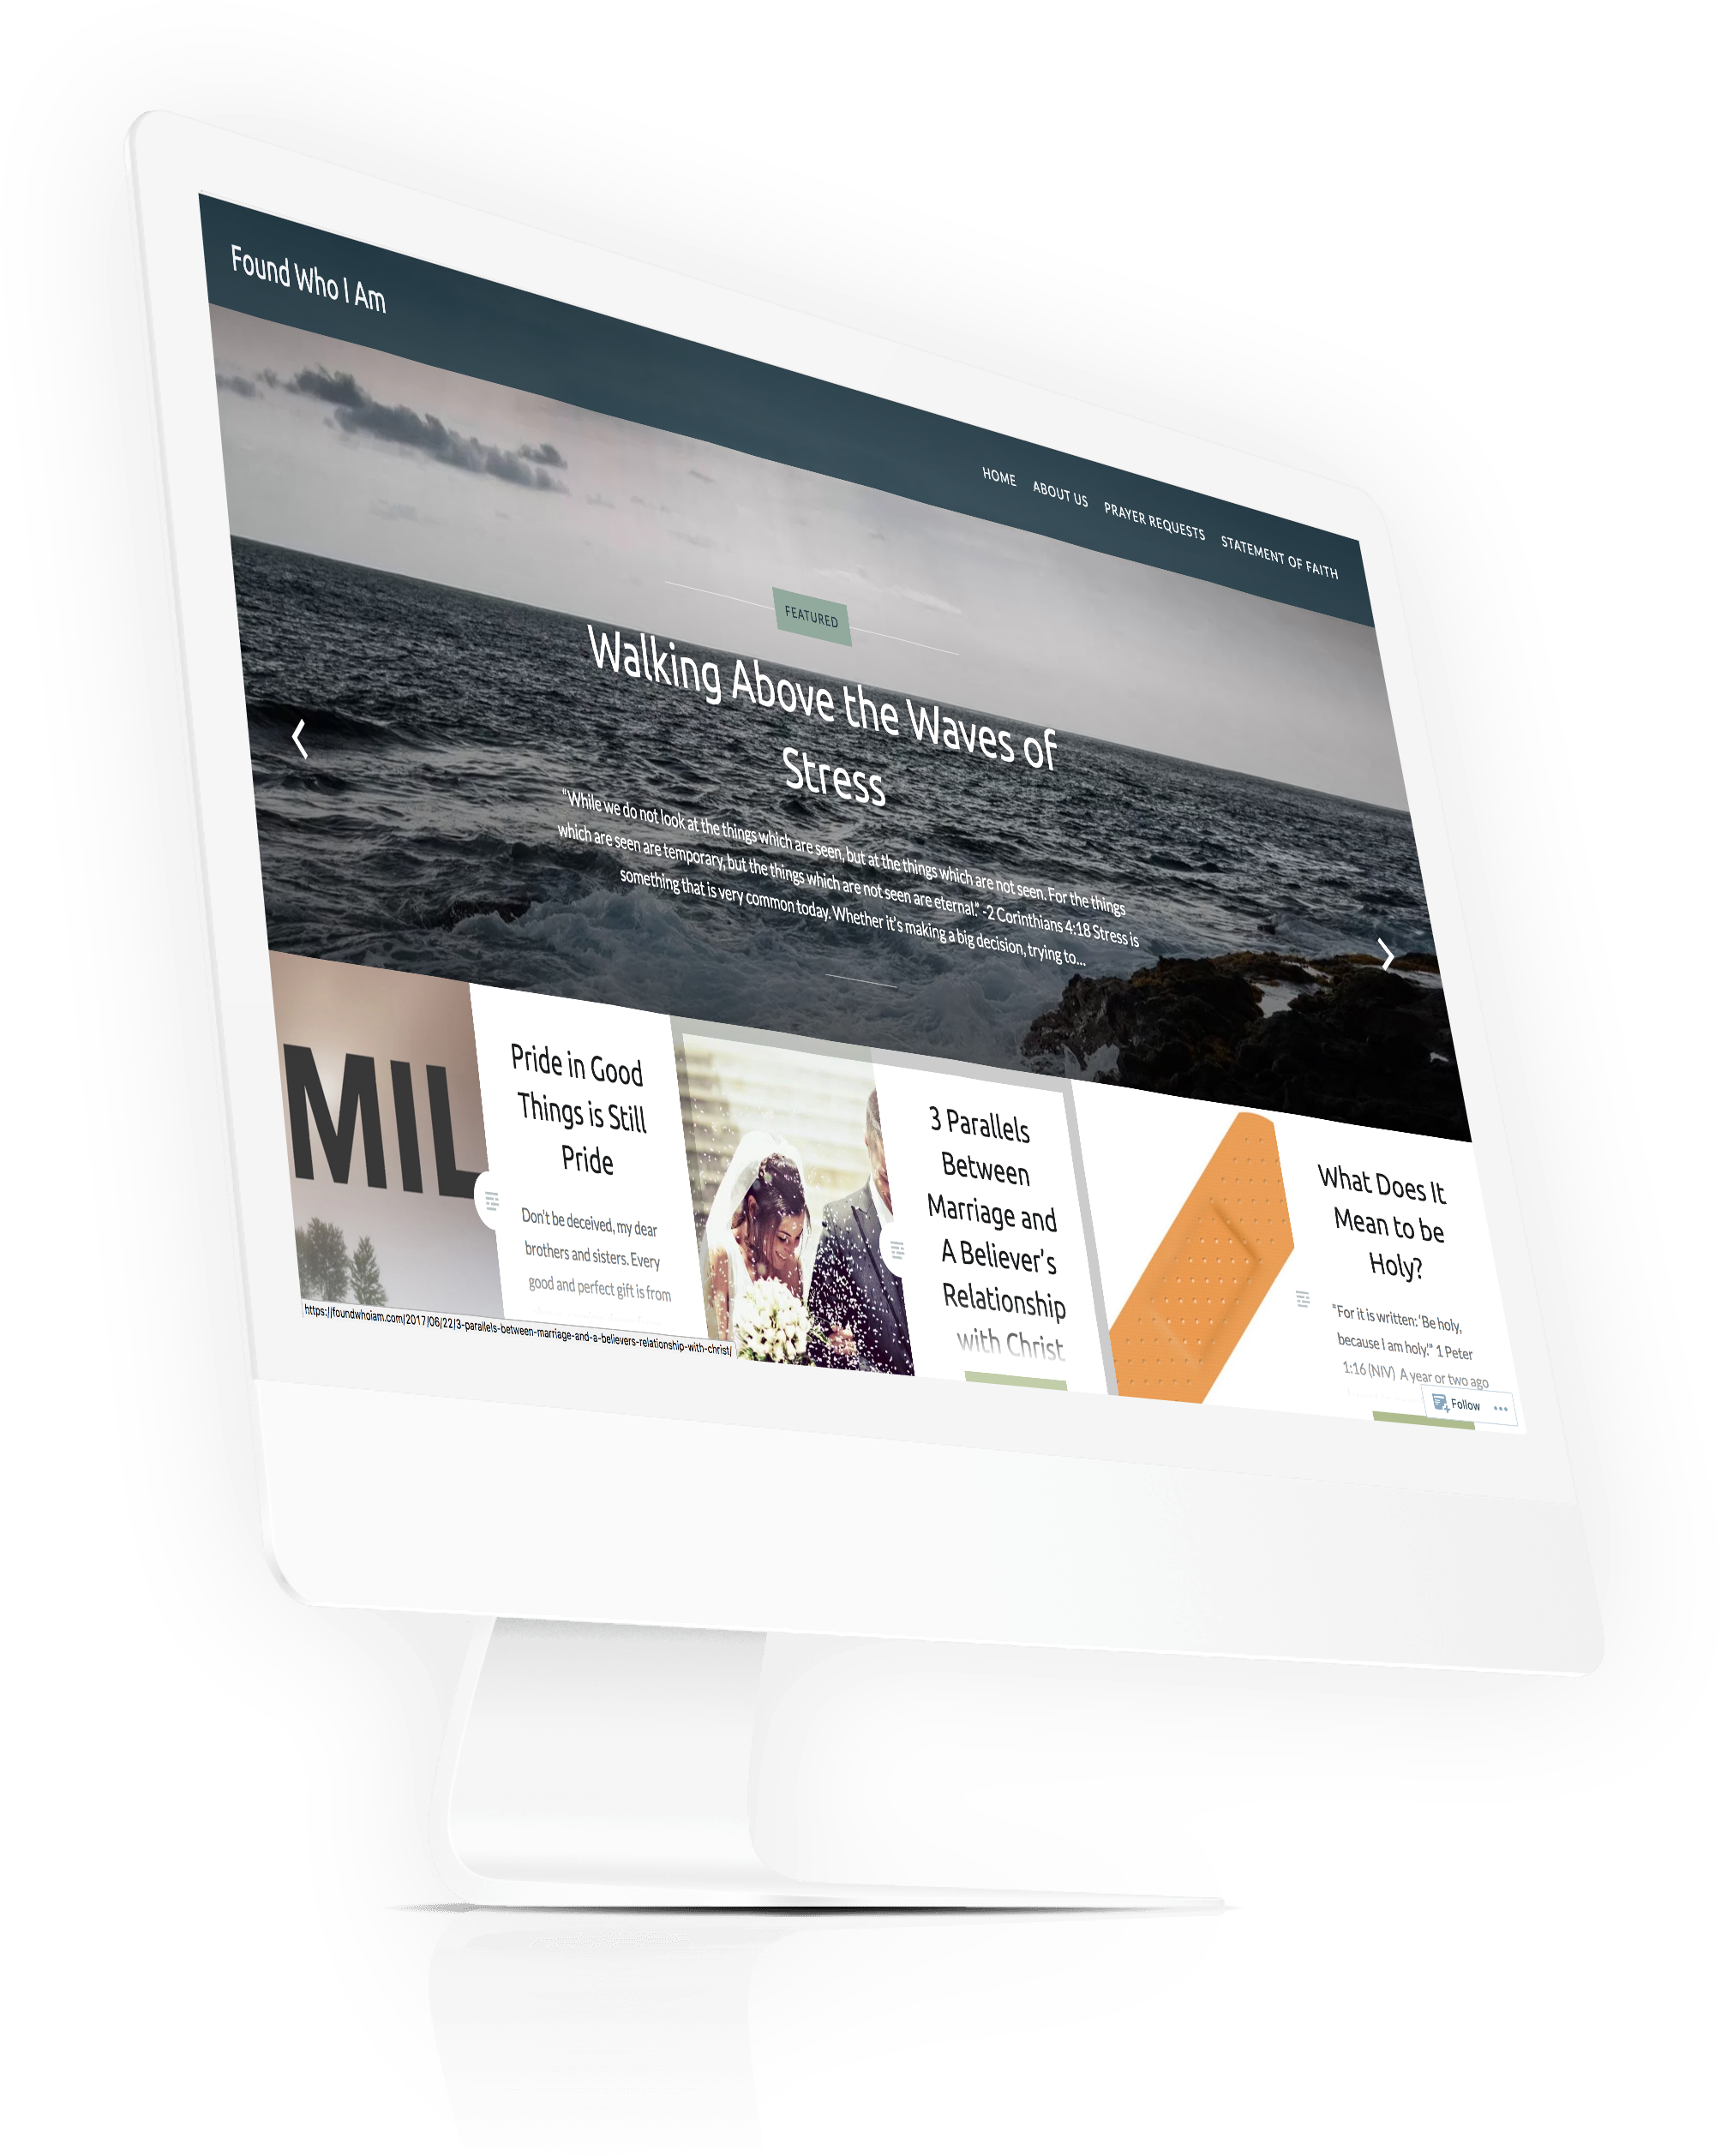 Found Who I Am
HOME ABOUT US PRAYER REQUESTS STATEMENT OF FAITH
FEATURED
Walking Above the Waves of
Stress
"While we do not look at the things which are seen, but at the things which are not seen. For the things
which are seen are temporary, but the things which are not seen are eternal." -2 Corinthians 4:18 Stress is
something that is very common today. Whether it's making a big decision, trying to...
MIL
Pride in Good
Things is Still
Pride
Don't be deceived, my dear
brothers and sisters. Every
good and perfect gift is from
3 Parallels
Between
Marriage and
A Believer's
Relationship
with Christ
What Does It
Mean to be
Holy?
"For it is written: 'Be holy,
because I am holy.'" 1 Peter
1:16 (NIV) A year or two ago
Follow
https://foundwhoiam.com/2017/06/22/3-parallels-between-marriage-and-a-believers-relationship-with-christ/